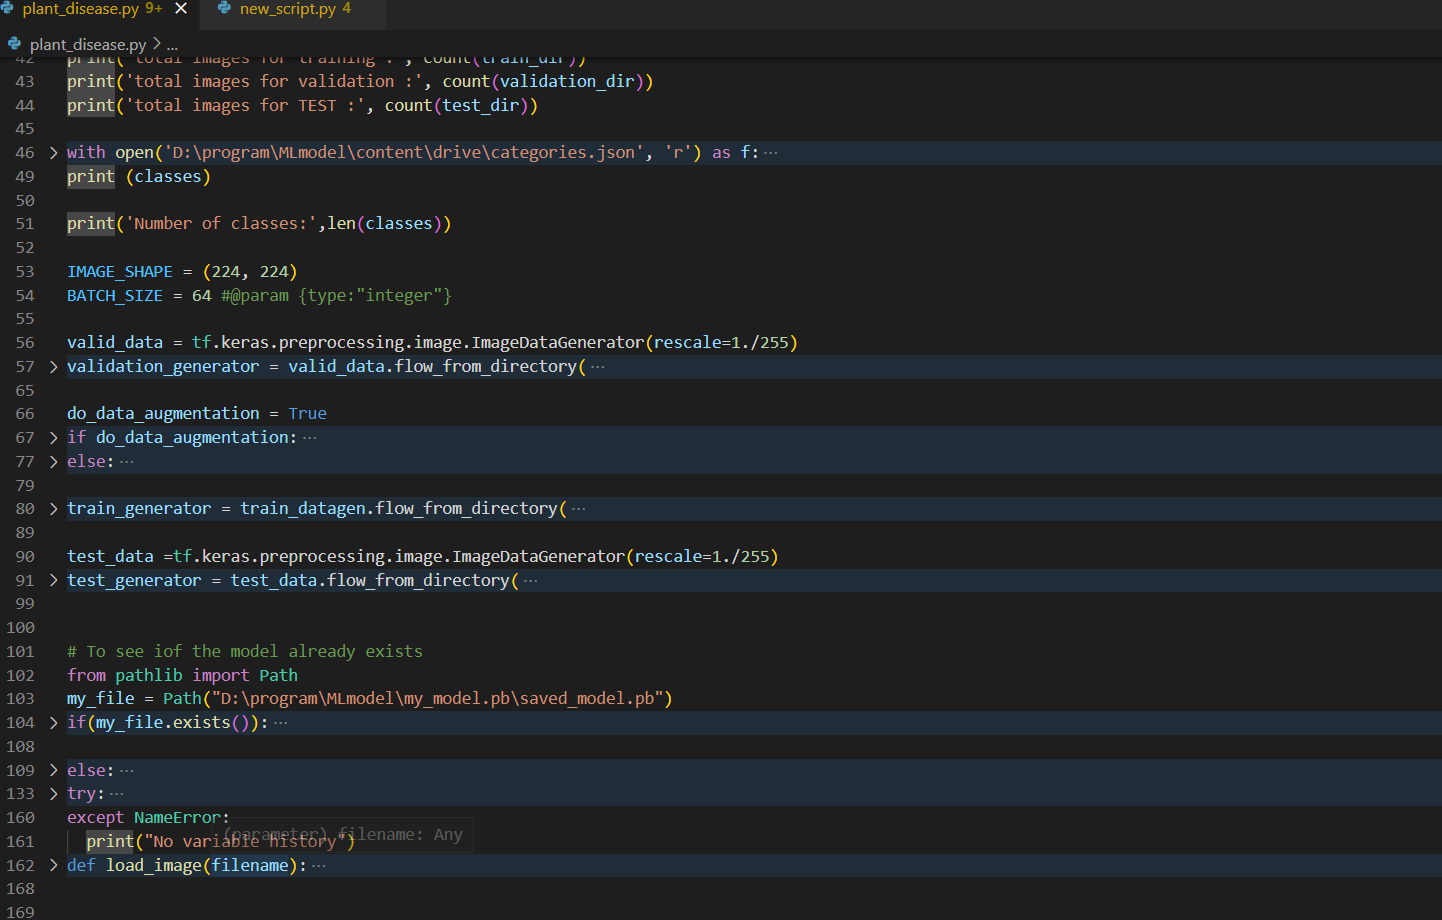 plant_disease.py 9+ ×
new_script.py 4
plant_disease.py > ...
42 print('total images for training :', count(train_dir))
43 print('total images for validation :', count(validation_dir))
44 print('total images for TEST :', count(test_dir))
45
46 > with open('D:\program\MLmodel\content\drive\categories.json', 'r') as f:···
49 print (classes)
50
51 print('Number of classes:',len(classes))
52
53 IMAGE_SHAPE = (224, 224)
54 BATCH_SIZE = 64 #@param {type:"integer"}
55
56 valid_data = tf.keras.preprocessing.image.ImageDataGenerator(rescale=1./255)
57 > validation_generator = valid_data.flow_from_directory(···
65
66 do_data_augmentation = True
67 > if do_data_augmentation:···
77 > else:···
79
80 > train_generator = train_datagen.flow_from_directory(···
89
90 test_data =tf.keras.preprocessing.image.ImageDataGenerator(rescale=1./255)
91 > test_generator = test_data.flow_from_directory(···
99
100
101 # To see iof the model already exists
102 from pathlib import Path
103 my_file = Path("D:\program\MLmodel\my_model.pb\saved_model.pb")
104 > if(my_file.exists()):···
108
109 > else:···
133 > try:···
160 except NameError:
(parameter) filename: Any
161 print("No variable history")
162 > def load_image(filename):···
168
169